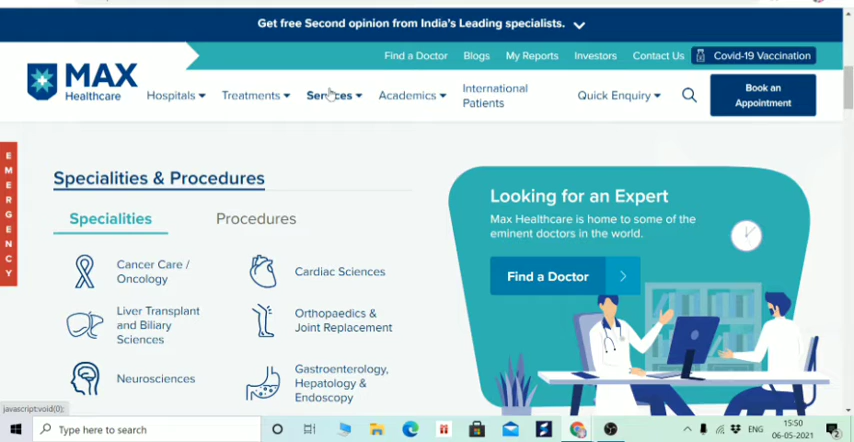 Get free Second opinion from India's Leading specialists.
Find a Doctor Blogs My Reports Investors Contact Us Covid-19 Vaccination
MAX
Healthcare
Hospitals Treatments Services Academics International Patients Quick Enquiry Book an Appointment
EMERGENCY
Specialities & Procedures
Specialities Procedures
Cancer Care /
Oncology
Cardiac Sciences
Liver Transplant
and Biliary
Sciences
Orthopaedics &
Joint Replacement
Neurosciences
Gastroenterology,
Hepatology &
Endoscopy
Looking for an Expert
Max Healthcare is home to some of the
eminent doctors in the world.
Find a Doctor
javascript:void(0);
Type here to search
ENG
15:50
06-05-2021
2